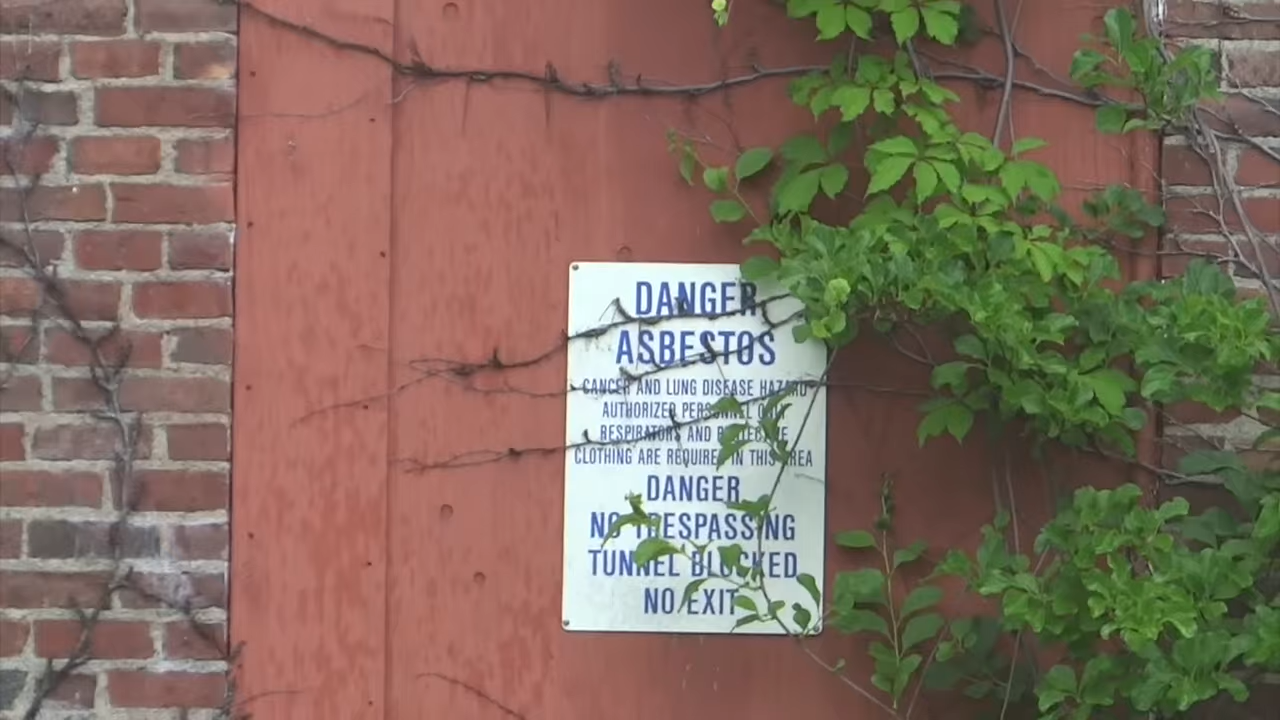 DANGER
ASBESTOS
CANCER AND LUNG DISEASE HAZARD
AUTHORIZED PERSONNEL ONLY
RESPIRATORS AND PROTECTIVE
CLOTHING ARE REQUIRED IN THIS AREA
DANGER
NO TRESPASSING
TUNNEL BLOCKED
NO EXIT